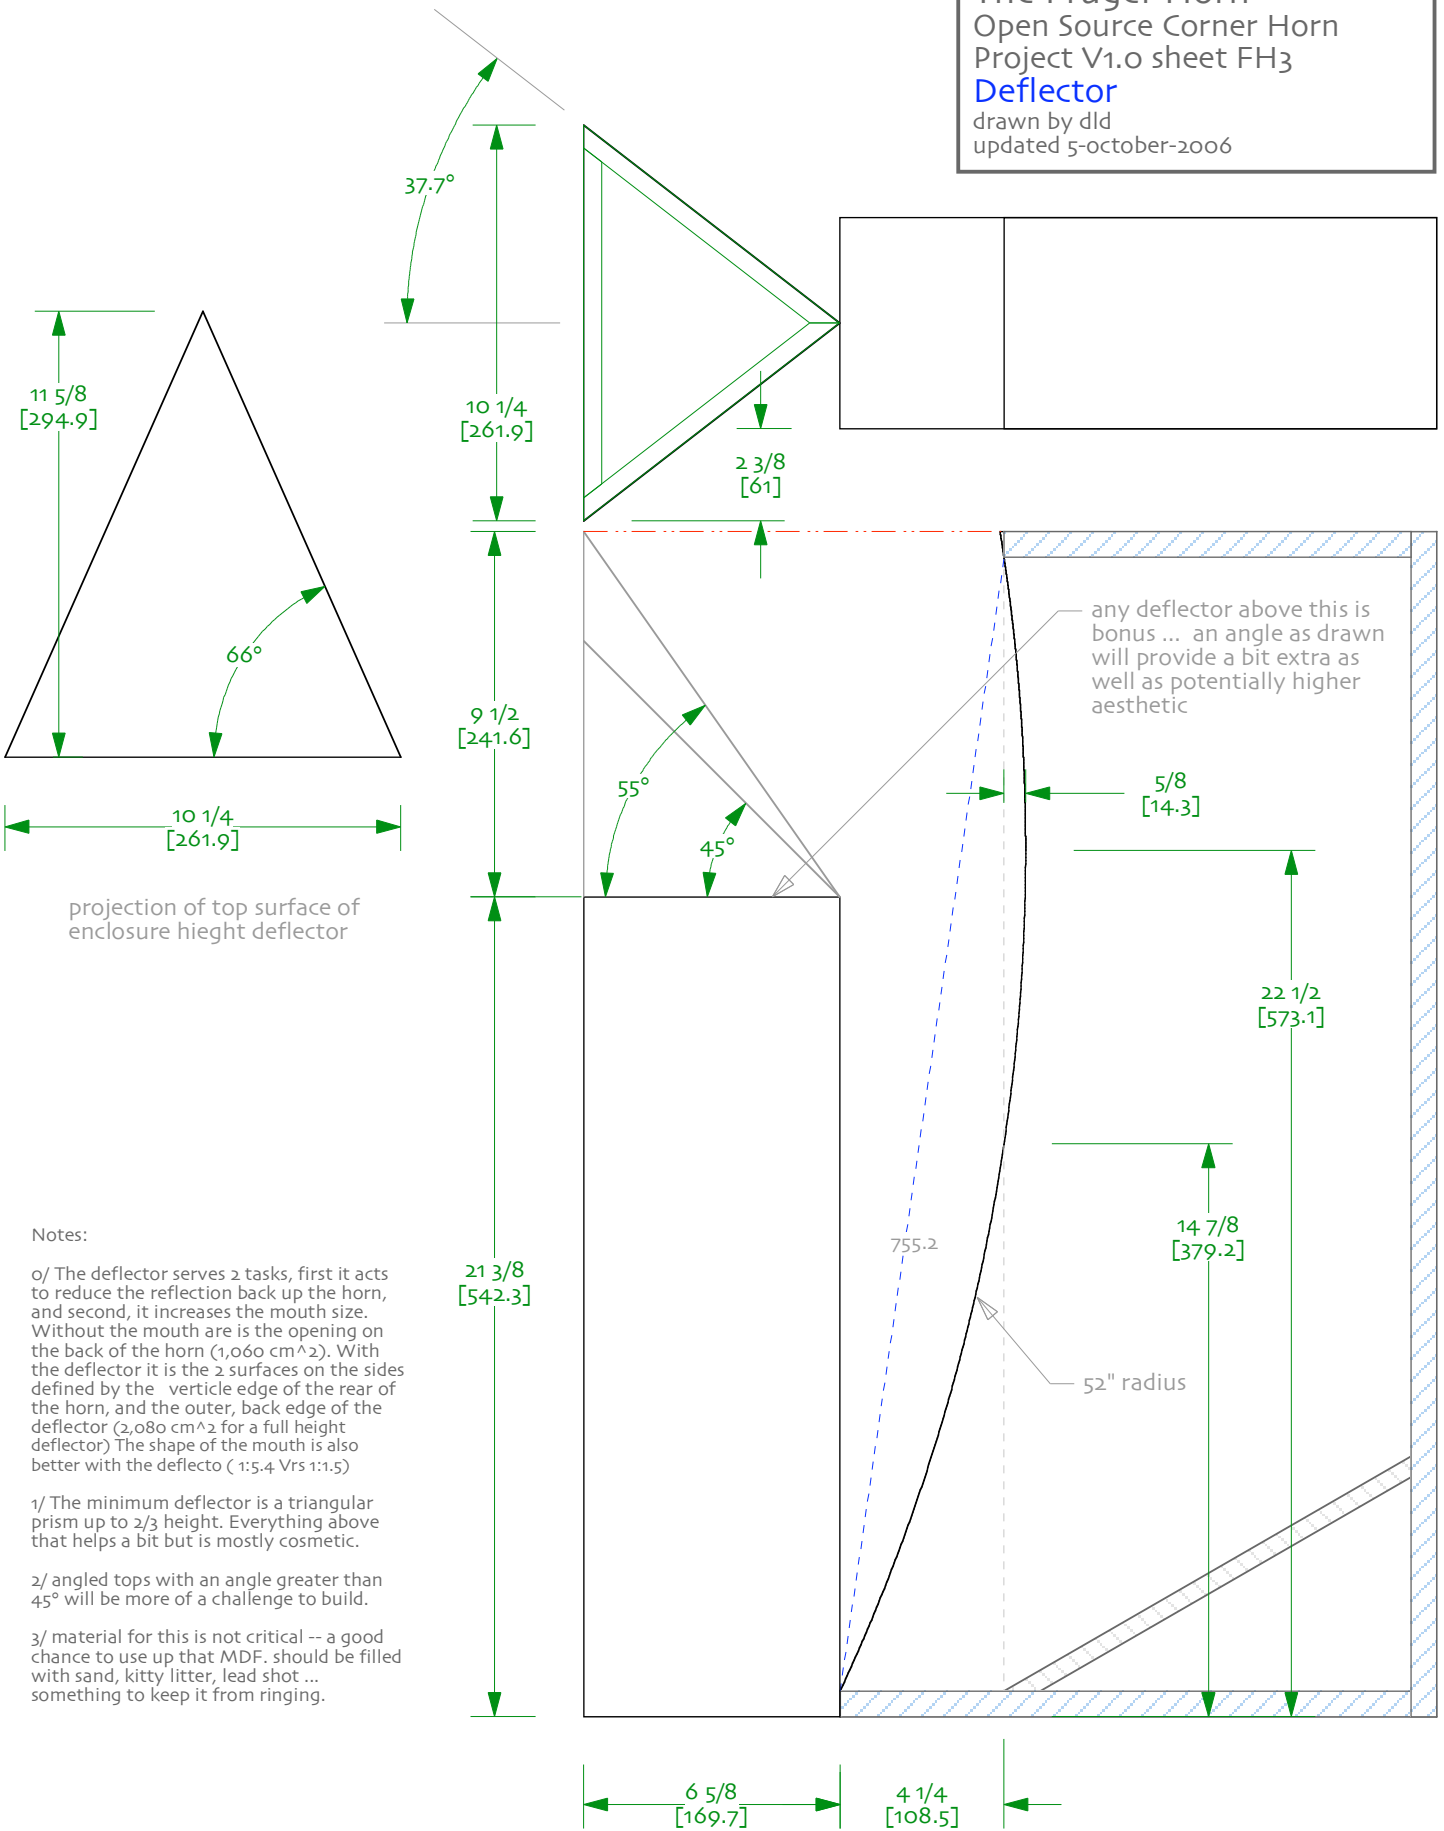 Open Source Corner Horn
Project V1.0 sheet FH3
Deflector
drawn by dld
updated 5-october-2006
37.7°
11 5/8
[294.9]
10 1/4
[261.9]
2 3/8
[61]
any deflector above this is
bonus ... an angle as drawn
will provide a bit extra as
well as potentially higher
aesthetic
66°
9 1/2
[241.6]
55°
45°
5/8
[14.3]
10 1/4
[261.9]
projection of top surface of
enclosure hieght deflector
22 1/2
[573.1]
14 7/8
[379.2]
755.2
21 3/8
[542.3]
52" radius
Notes:
0/ The deflector serves 2 tasks, first it acts
to reduce the reflection back up the horn,
and second, it increases the mouth size.
Without the mouth are is the opening on
the back of the horn (1,060 cm^2). With
the deflector it is the 2 surfaces on the sides
defined by the verticle edge of the rear of
the horn, and the outer, back edge of the
deflector (2,080 cm^2 for a full height
deflector) The shape of the mouth is also
better with the deflecto ( 1:5.4 Vrs 1:1.5)
1/ The minimum deflector is a triangular
prism up to 2/3 height. Everything above
that helps a bit but is mostly cosmetic.
2/ angled tops with an angle greater than
45° will be more of a challenge to build.
3/ material for this is not critical -- a good
chance to use up that MDF. should be filled
with sand, kitty litter, lead shot ...
something to keep it from ringing.
6 5/8
[169.7]
4 1/4
[108.5]